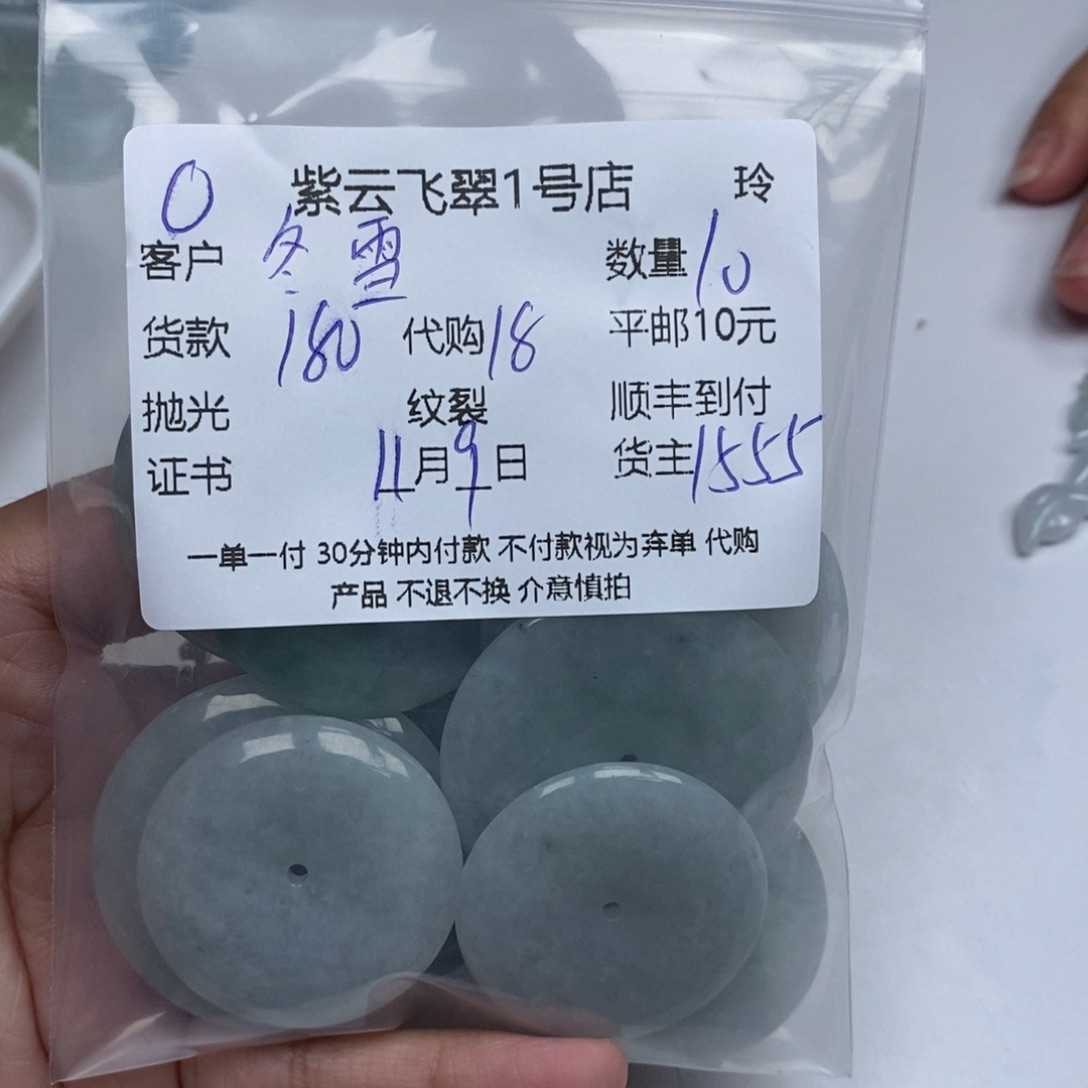 0 紫云飞翠1号店 玲
客户 冬雪 数量 10
货款 180 代购 18 平邮10元
抛光 纹裂 顺丰到付
证书 11月9日 货主 1555
一单一付 30分钟内付款 不付款视为弃单 代购
产品 不退不换 介意慎拍